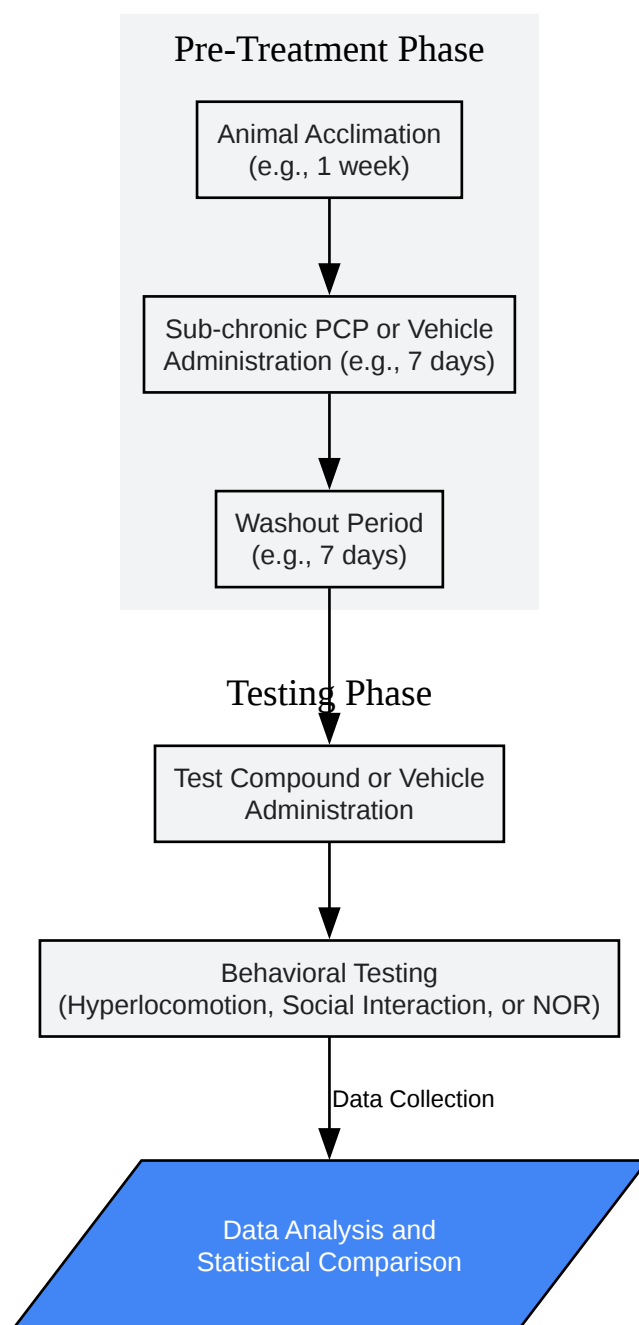 Pre-Treatment Phase
Animal Acclimation
(e.g., 1 week)
Sub-chronic PCP or Vehicle
Administration (e.g., 7 days)
Washout Period
(e.g., 7 days)
Testing Phase
Test Compound or Vehicle
Administration
Behavioral Testing
(Hyperlocomotion, Social Interaction, or NOR)
Data Collection
Data Analysis and
Statistical Comparison